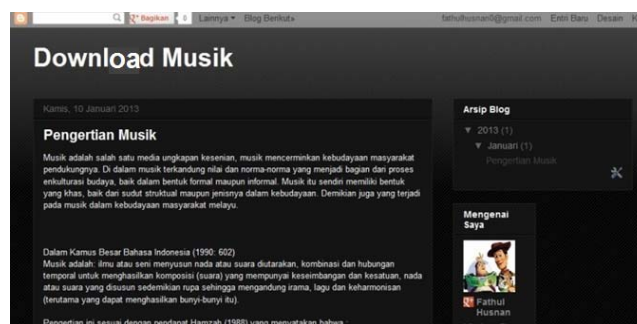 Bagikan 0 Lainnya Blog Berikut» fathulhusnan0@gmail.com Entri Baru Desain
Download Musik
Kamis, 10 Januari 2013
Pengertian Musik
Musik adalah salah satu media ungkapan kesenian, musik mencerminkan kebudayaan masyarakat
pendukungnya. Di dalam musik terkandung nilai dan norma-norma yang menjadi bagian dari proses
enkulturasi budaya, baik dalam bentuk formal maupun informal. Musik itu sendiri memiliki bentuk
yang khas, baik dari sudut struktual maupun jenisnya dalam kebudayaan. Demikian juga yang terjadi
pada musik dalam kebudayaan masyarakat melayu.
Dalam Kamus Besar Bahasa Indonesia (1990: 602)
Musik adalah: ilmu atau seni menyusun nada atau suara diutarakan, kombinasi dan hubungan
temporal untuk menghasilkan komposisi (suara) yang mempunyai keseimbangan dan kesatuan, nada
atau suara yang disusun sedemikian rupa sehingga mengandung irama, lagu dan keharmonisan
(terutama yang dapat menghasilkan bunyi-bunyi itu).
Pengertian ini sesuai dengan pendapat Hamzah (1988) yang menyatakan bahwa :
Arsip Blog
▼ 2013 (1)
▼ Januari (1)
Pengertian Musik
Mengenai
Saya
Fathul
Husnan